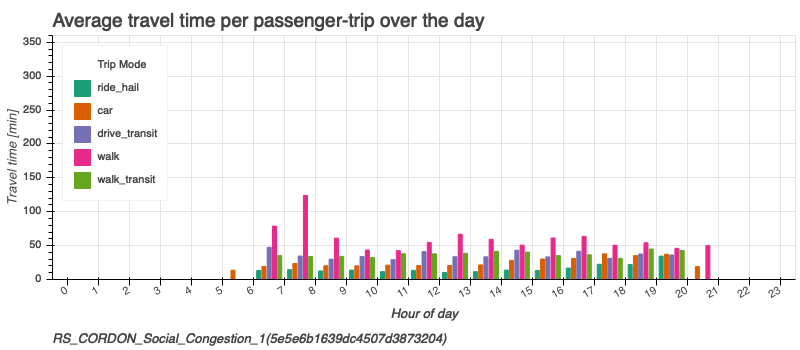 Average travel time per passenger-trip over the day
350
300
250
200
150
100
50
0
Travel time [min]
Trip Mode
ride_hail
car
drive_transit
walk
walk_transit
0 1 2 3 4 5 6 7 8 9 10 11 12 13 14 15 16 17 18 19 20 21 22 23
Hour of day
RS_CORDON_Social_Congestion_1(5e5e6b1639dc4507d3873204)